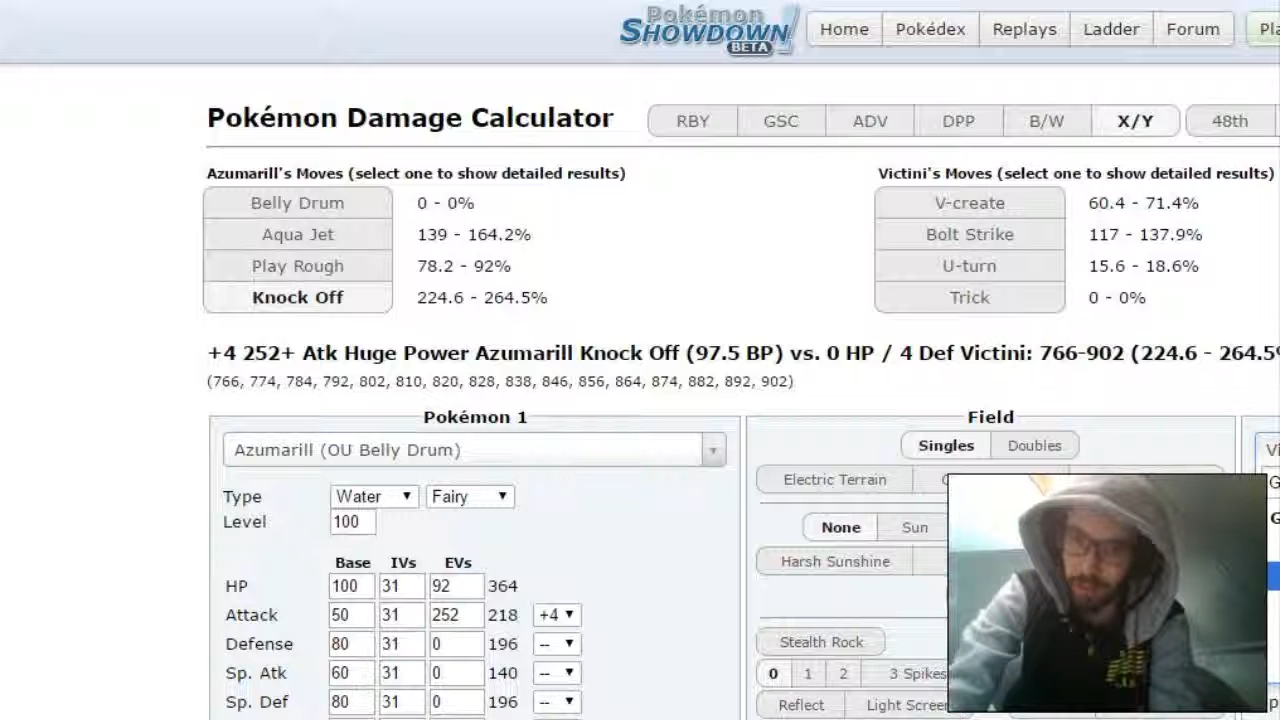 Pokémon
SHOWDOWN
BETA
Home Pokédex Replays Ladder Forum Pla
Pokémon Damage Calculator RBY GSC ADV DPP B/W X/Y 48th
Azumarill's Moves (select one to show detailed results) Victini's Moves (select one to show detailed results)
Belly Drum 0 - 0% V-create 60.4 - 71.4%
Aqua Jet 139 - 164.2% Bolt Strike 117 - 137.9%
Play Rough 78.2 - 92% U-turn 15.6 - 18.6%
Knock Off 224.6 - 264.5% Trick 0 - 0%
+4 252+ Atk Huge Power Azumarill Knock Off (97.5 BP) vs. 0 HP / 4 Def Victini: 766-902 (224.6 - 264.5%
(766, 774, 784, 792, 802, 810, 820, 828, 838, 846, 856, 864, 874, 882, 892, 902)
Pokémon 1 Field
Azumarill (OU Belly Drum) Singles Doubles Vi
Electric Terrain
Type Water Fairy None Sun
Level 100
Harsh Sunshine
Base IVs EVs
HP 100 31 92 364
Attack 50 31 252 218 +4
Defense 80 31 0 196 -- Stealth Rock
Sp. Atk 60 31 0 140 -- 0 1 2 3 Spikes
Sp. Def 80 31 0 196 -- Reflect Light Screen